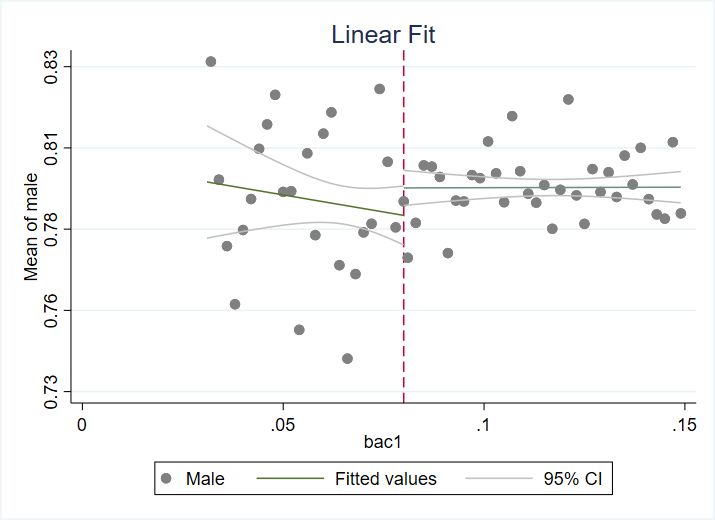 Linear Fit
Mean of male
0.83
0.81
0.78
0.76
0.73
0 .05 .1 .15
bac1
Male Fitted values 95% CI